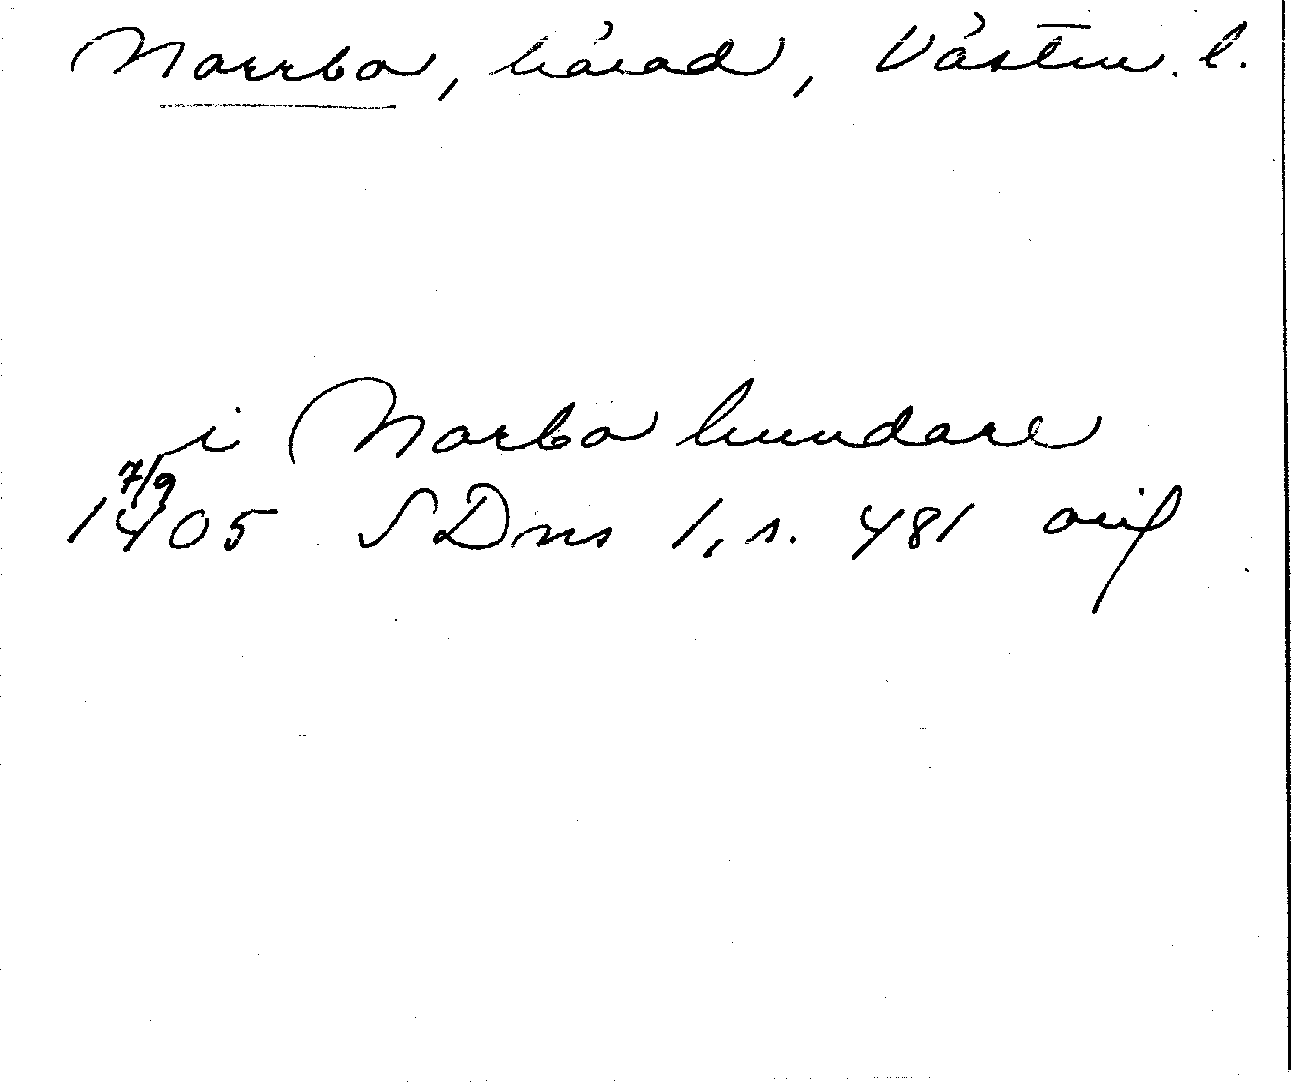 Norrbo, härad, Västm. l.
i Norbo hundare
7/9
1405 SDns 1, s. 481 orig